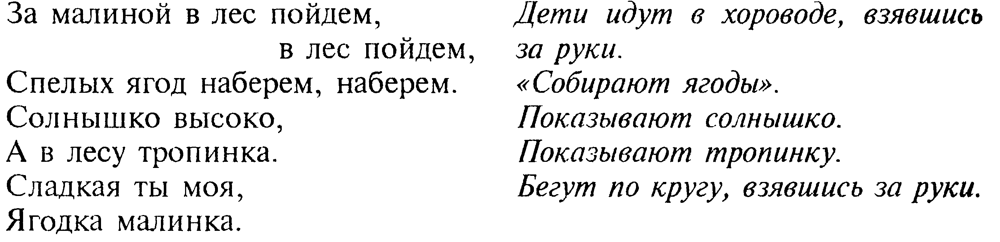 За малиной в лес пойдем,
в лес пойдем,
Спелых ягод наберем, наберем.
Солнышко высоко,
А в лесу тропинка.
Сладкая ты моя,
Ягодка малинка.
Дети идут в хороводе, взявшись
за руки.
«Собирают ягоды».
Показывают солнышко.
Показывают тропинку.
Бегут по кругу, взявшись за руки.